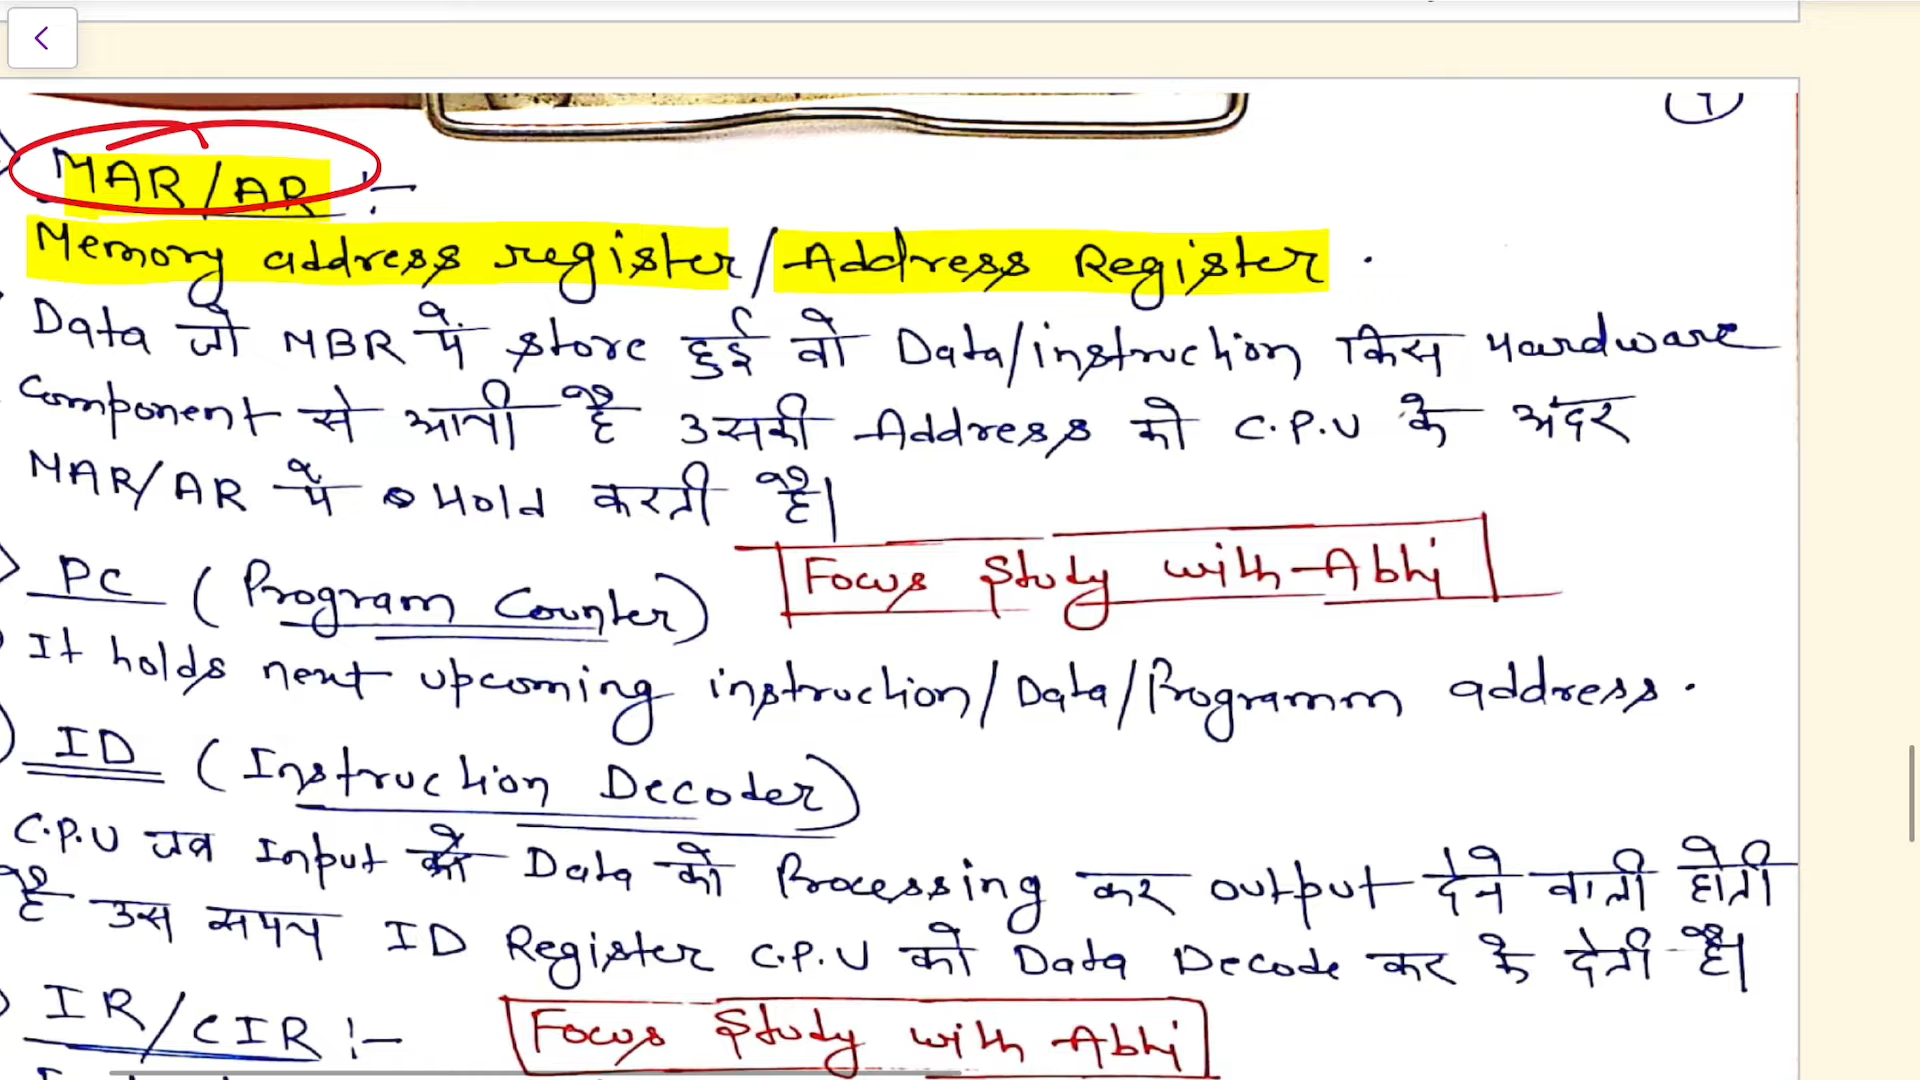 1
MAR/AR :-
Memory address register/Address Register.
Data जो MBR में store हुई वो Data/instruction किस Hardware
Component से आती है उसकी Address को C.P.U के अंदर
MAR/AR में Hold करती है।
PC (Program Counter)
Focus Study with Abhi
It holds next upcoming instruction/Data/Programm address.
ID (Instruction Decoder)
C.P.U जब Input की Data को Processing कर output देने वाली होती
है उस समय ID Register C.P.U को Data Decode कर के देती है।
IR/CIR :-
Focus Study with Abhi